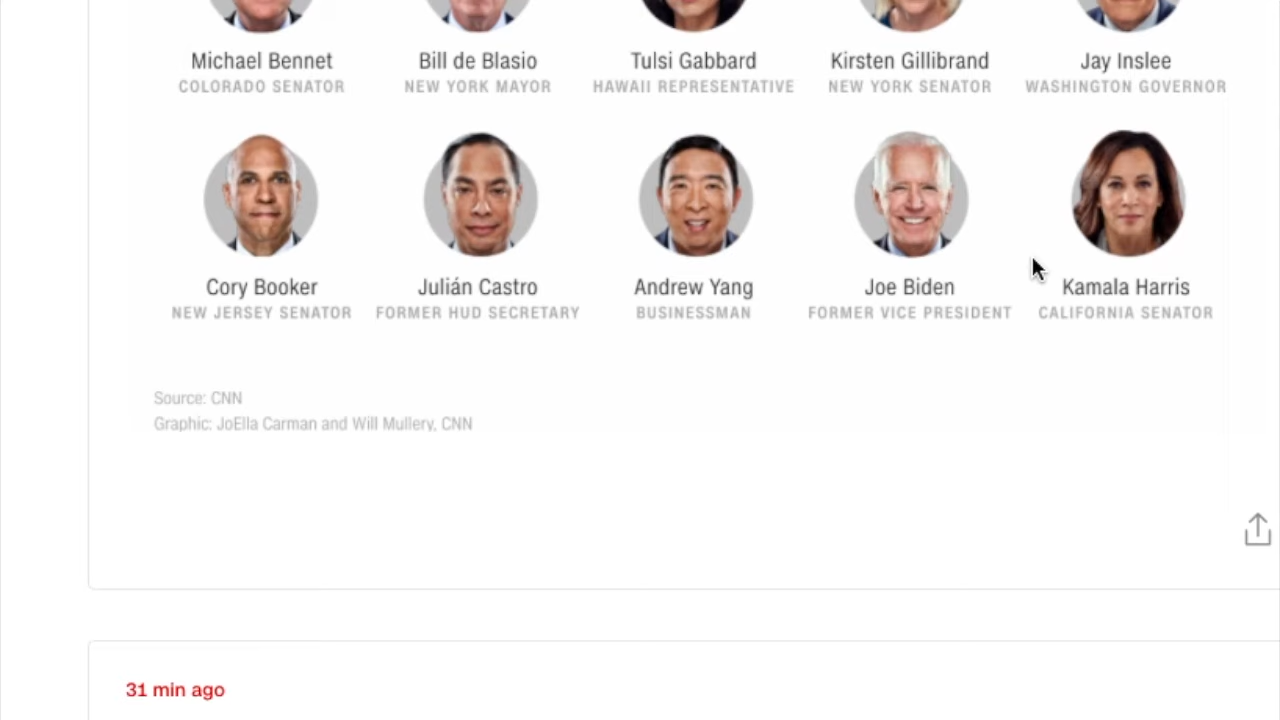 Michael Bennet Bill de Blasio Tulsi Gabbard Kirsten Gillibrand Jay Inslee
COLORADO SENATOR NEW YORK MAYOR HAWAII REPRESENTATIVE NEW YORK SENATOR WASHINGTON GOVERNOR
Cory Booker Julián Castro Andrew Yang Joe Biden Kamala Harris
NEW JERSEY SENATOR FORMER HUD SECRETARY BUSINESSMAN FORMER VICE PRESIDENT CALIFORNIA SENATOR
Source: CNN
Graphic: JoElla Carman and Will Mullery, CNN
31 min ago